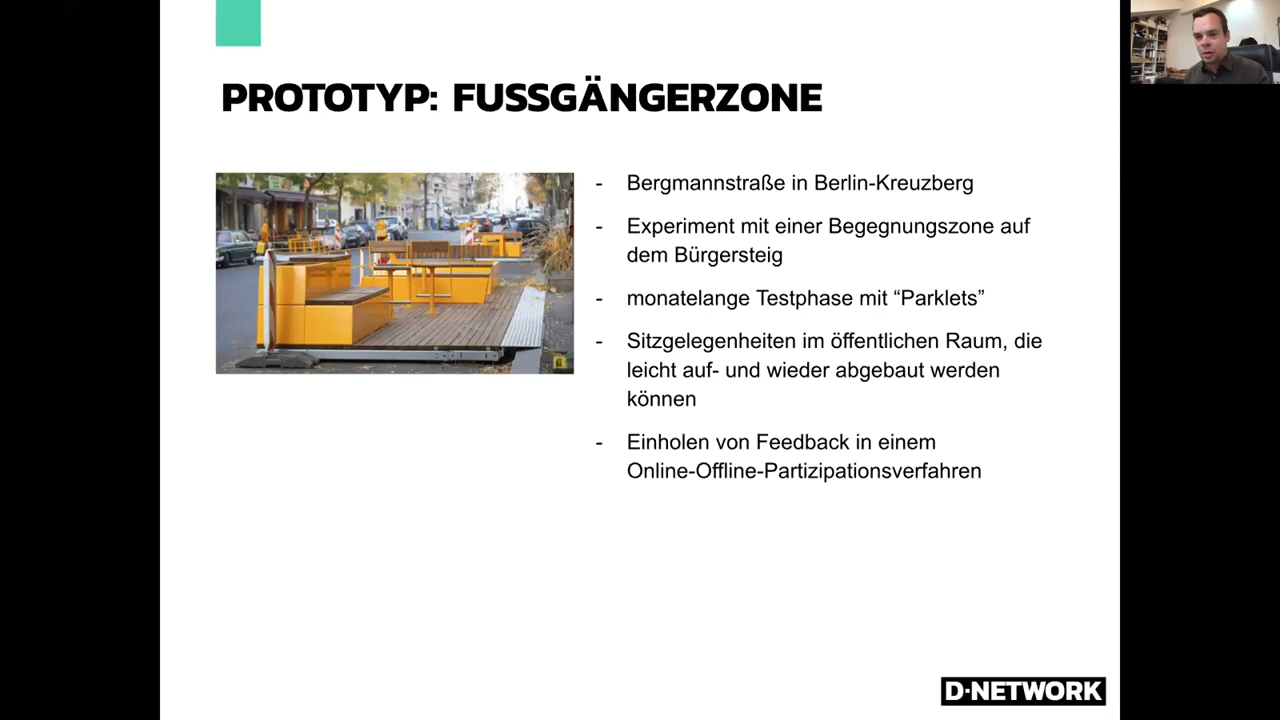 PROTOTYP: FUSSGÄNGERZONE
- Bergmannstraße in Berlin-Kreuzberg
- Experiment mit einer Begegnungszone auf
dem Bürgersteig
- monatelange Testphase mit “Parklets”
- Sitzgelegenheiten im öffentlichen Raum, die
leicht auf- und wieder abgebaut werden
können
- Einholen von Feedback in einem
Online-Offline-Partizipationsverfahren
D·NETWORK